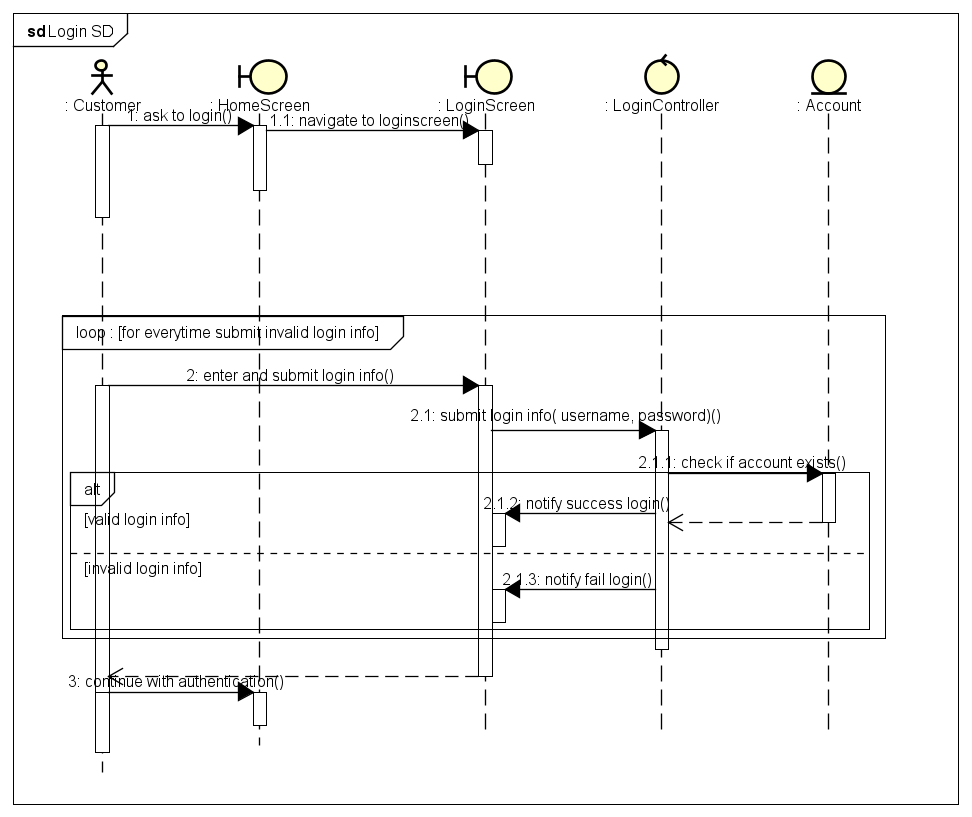 sd Login SD
: Customer
: HomeScreen
: LoginScreen
: LoginController
: Account
1: ask to login()
1.1: navigate to loginscreen()
loop : [for everytime submit invalid login info]
2: enter and submit login info()
2.1: submit login info( username, password)()
2.1.1: check if account exists()
alt
2.1.2: notify success login()
[valid login info]
[invalid login info]
2.1.3: notify fail login()
3: continue with authentication()